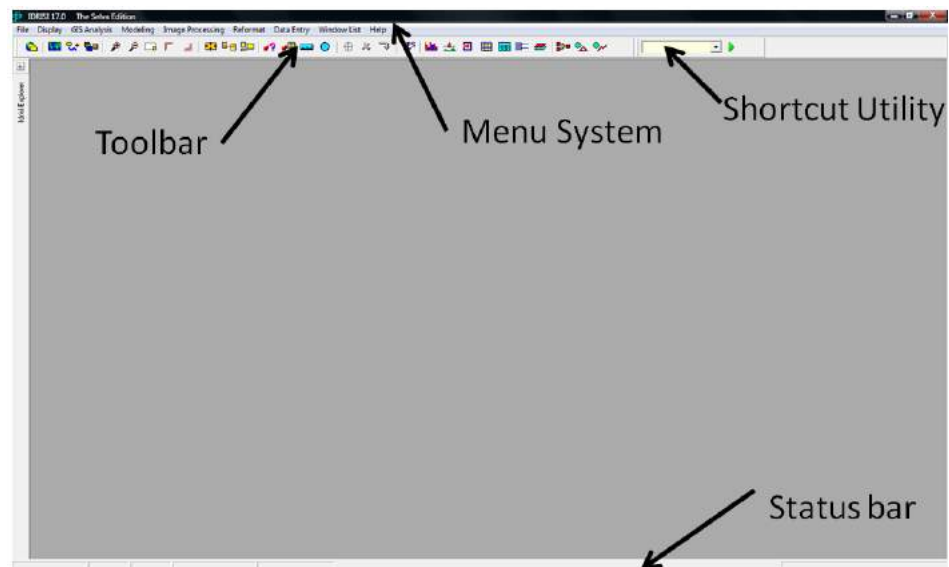 IDRISI 17.0 The Selva Edition
File Display GIS Analysis Modeling Image Processing Reformat Data Entry Window List Help
Idrisi Explorer
Toolbar
Menu System
Shortcut Utility
Status bar